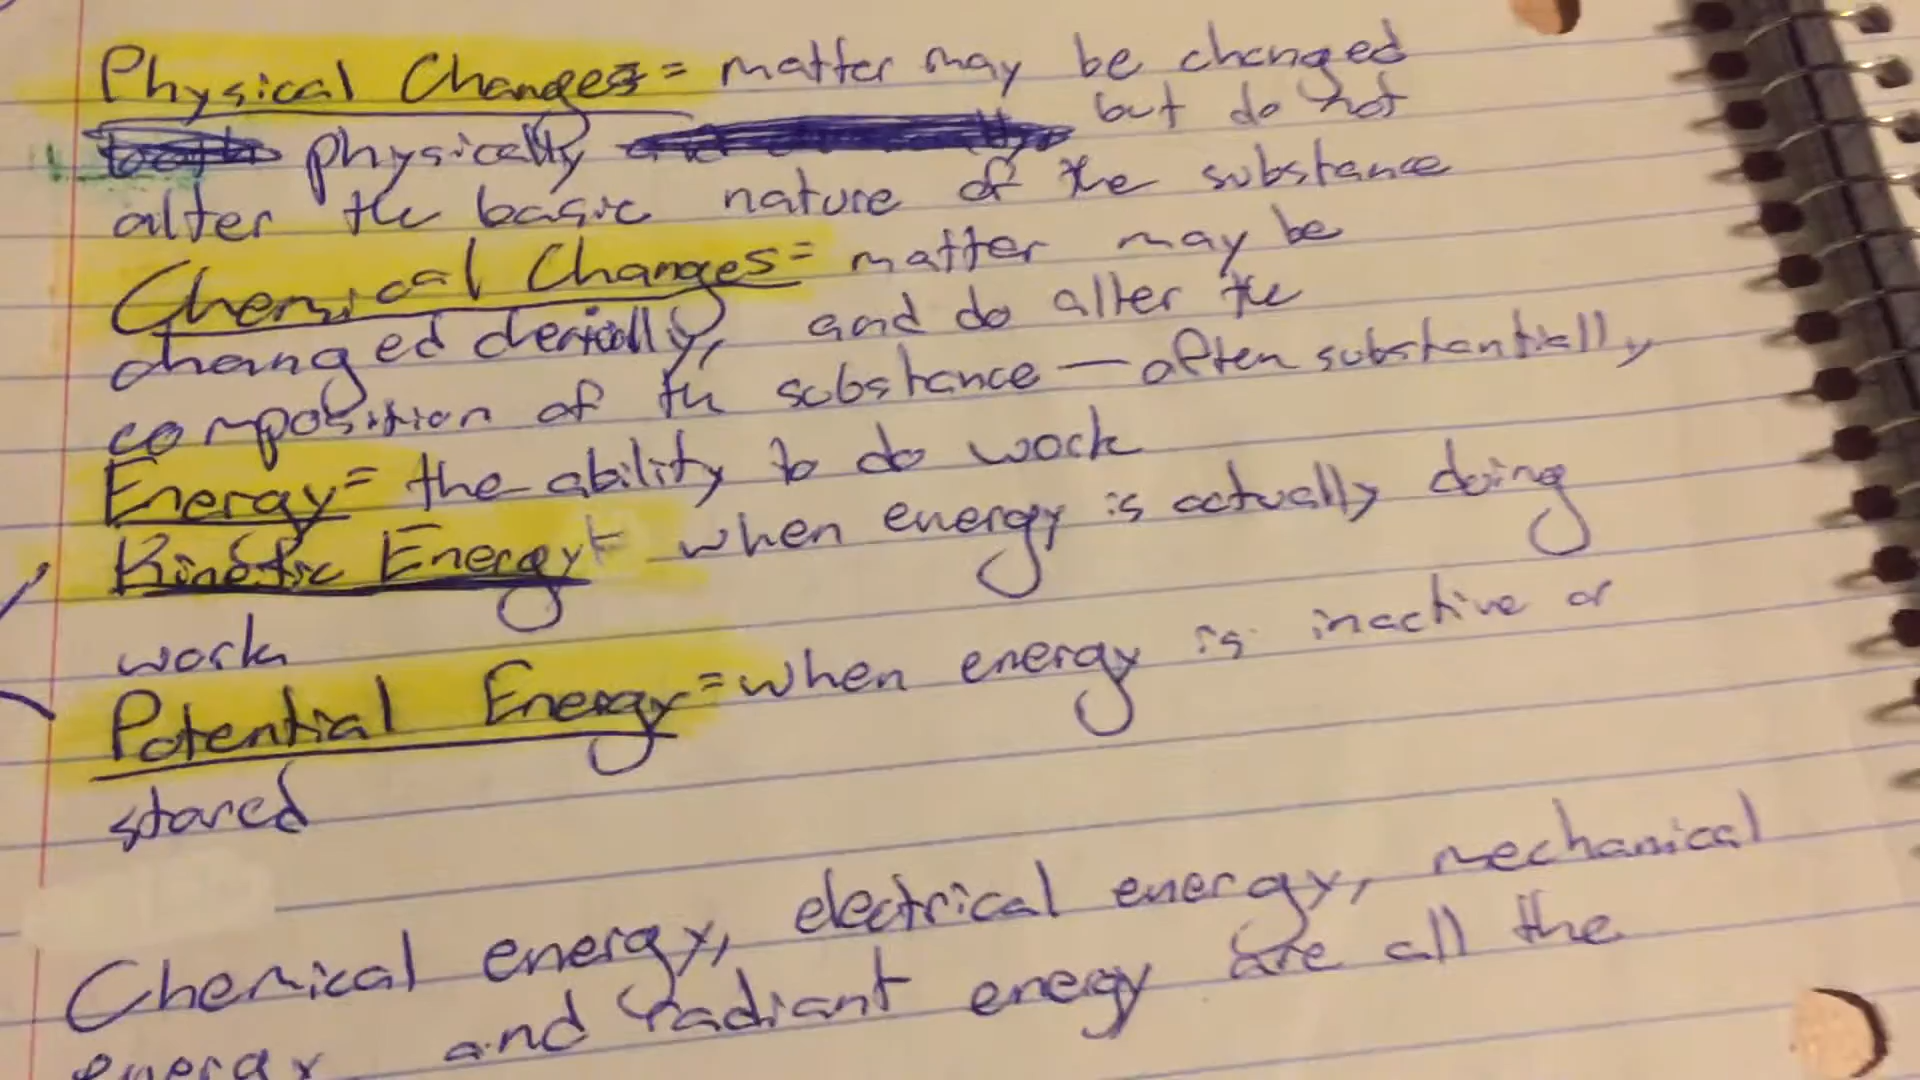 Physical Changes = matter may be changed
physically but do not
alter the basic nature of the substance
Chemical Changes = matter may be
changed chemically, and do alter the
composition of the substance — often substantially
Energy = the ability to do work
Kinetic Energy = when energy is actually doing
work
Potential Energy = when energy is inactive or
stored
Chemical energy, electrical energy, mechanical
energy and radiant energy are all the